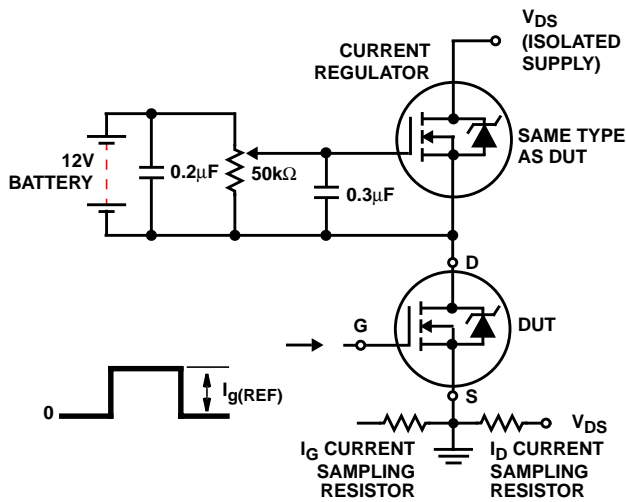 V_DS
(ISOLATED
SUPPLY)
CURRENT
REGULATOR
SAME TYPE
AS DUT
12V
BATTERY
0.2μF
50kΩ
0.3μF
D
DUT
G
S
I_g(REF)
0
V_DS
I_G CURRENT
SAMPLING
RESISTOR
I_D CURRENT
SAMPLING
RESISTOR